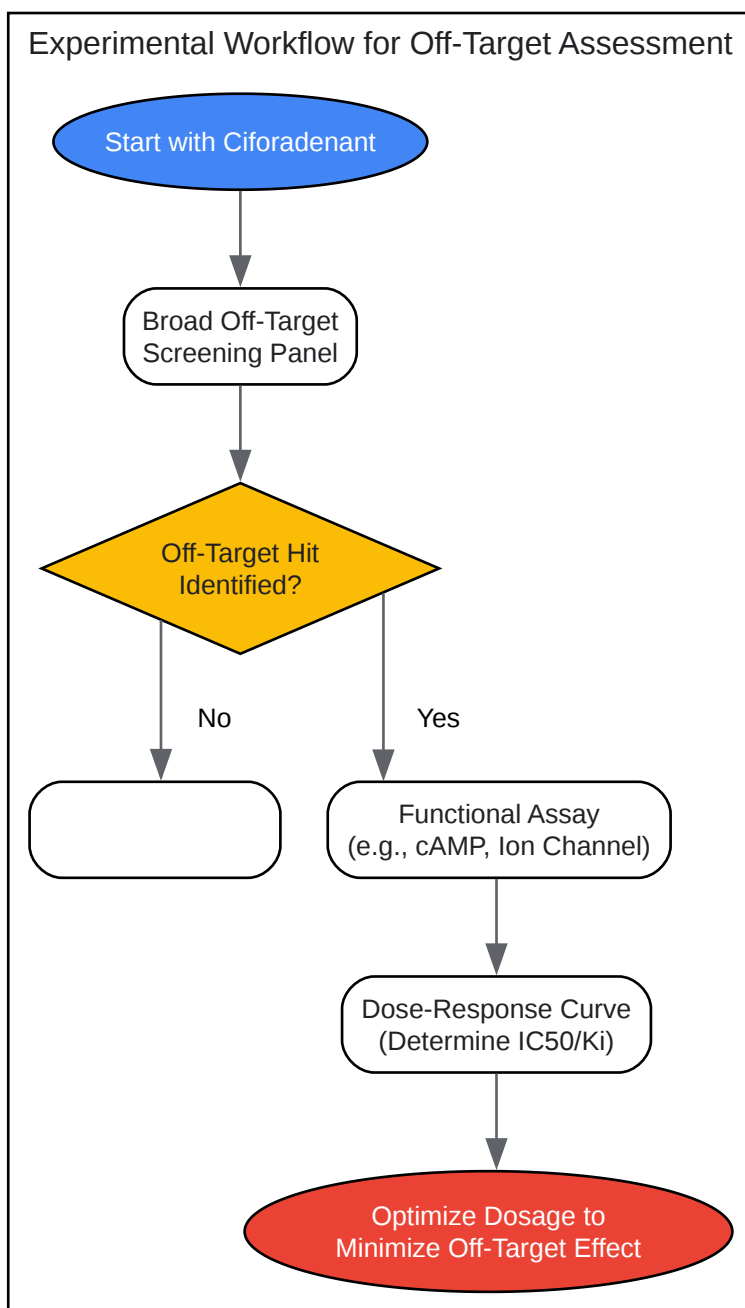 Experimental Workflow for Off-Target Assessment
Start with Ciforadenant
Broad Off-Target
Screening Panel
Off-Target Hit
Identified?
No
Yes
Functional Assay
(e.g., cAMP, Ion Channel)
Dose-Response Curve
(Determine IC50/Ki)
Optimize Dosage to
Minimize Off-Target Effect